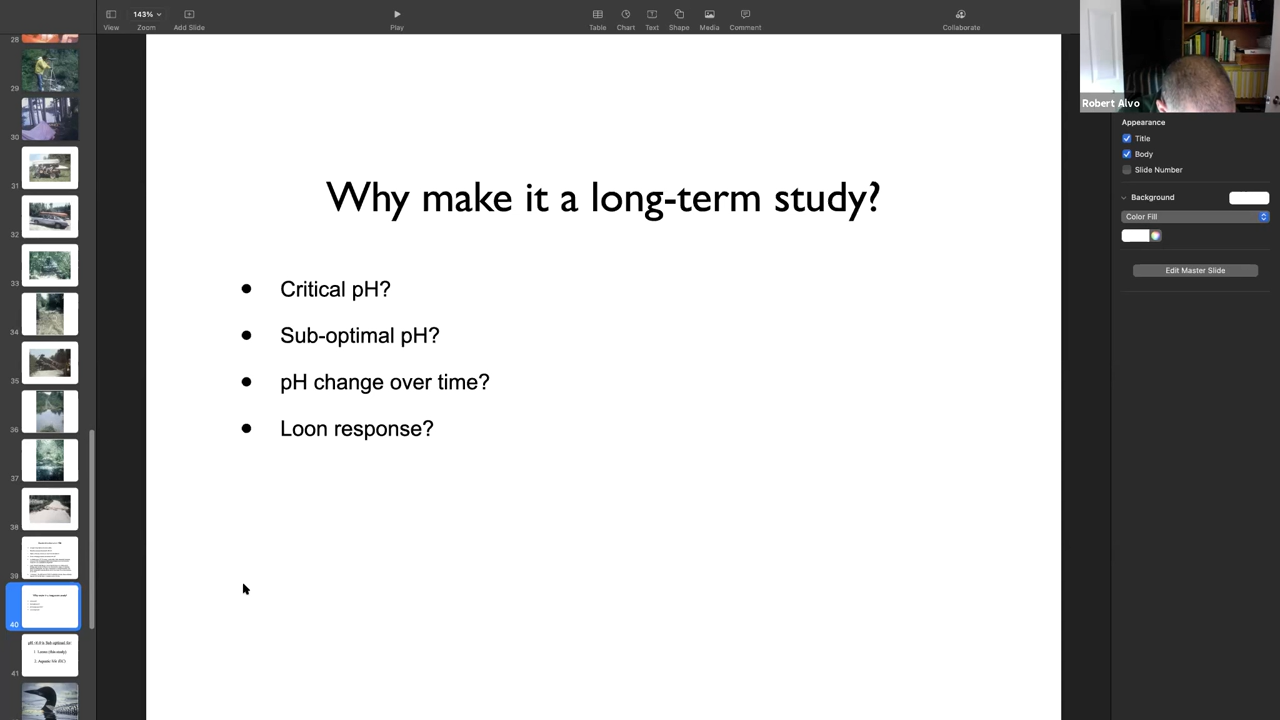 143%
View
Zoom
Add Slide
Play
Table
Chart
Text
Shape
Media
Comment
Collaborate
Robert Alvo
Appearance
Title
Body
Slide Number
Background
Color Fill
Edit Master Slide
Why make it a long-term study?
• Critical pH?
• Sub-optimal pH?
• pH change over time?
• Loon response?
28
29
30
31
32
33
34
35
36
37
38
39
40
41